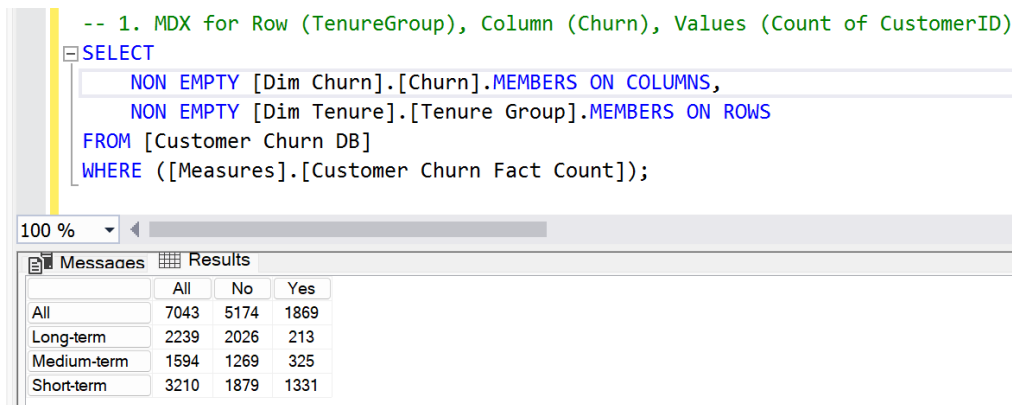 -- 1. MDX for Row (TenureGroup), Column (Churn), Values (Count of CustomerID)
SELECT
NON EMPTY [Dim Churn].[Churn].MEMBERS ON COLUMNS,
NON EMPTY [Dim Tenure].[Tenure Group].MEMBERS ON ROWS
FROM [Customer Churn DB]
WHERE ([Measures].[Customer Churn Fact Count]);
100 %
Messages Results
All No Yes
All 7043 5174 1869
Long-term 2239 2026 213
Medium-term 1594 1269 325
Short-term 3210 1879 1331